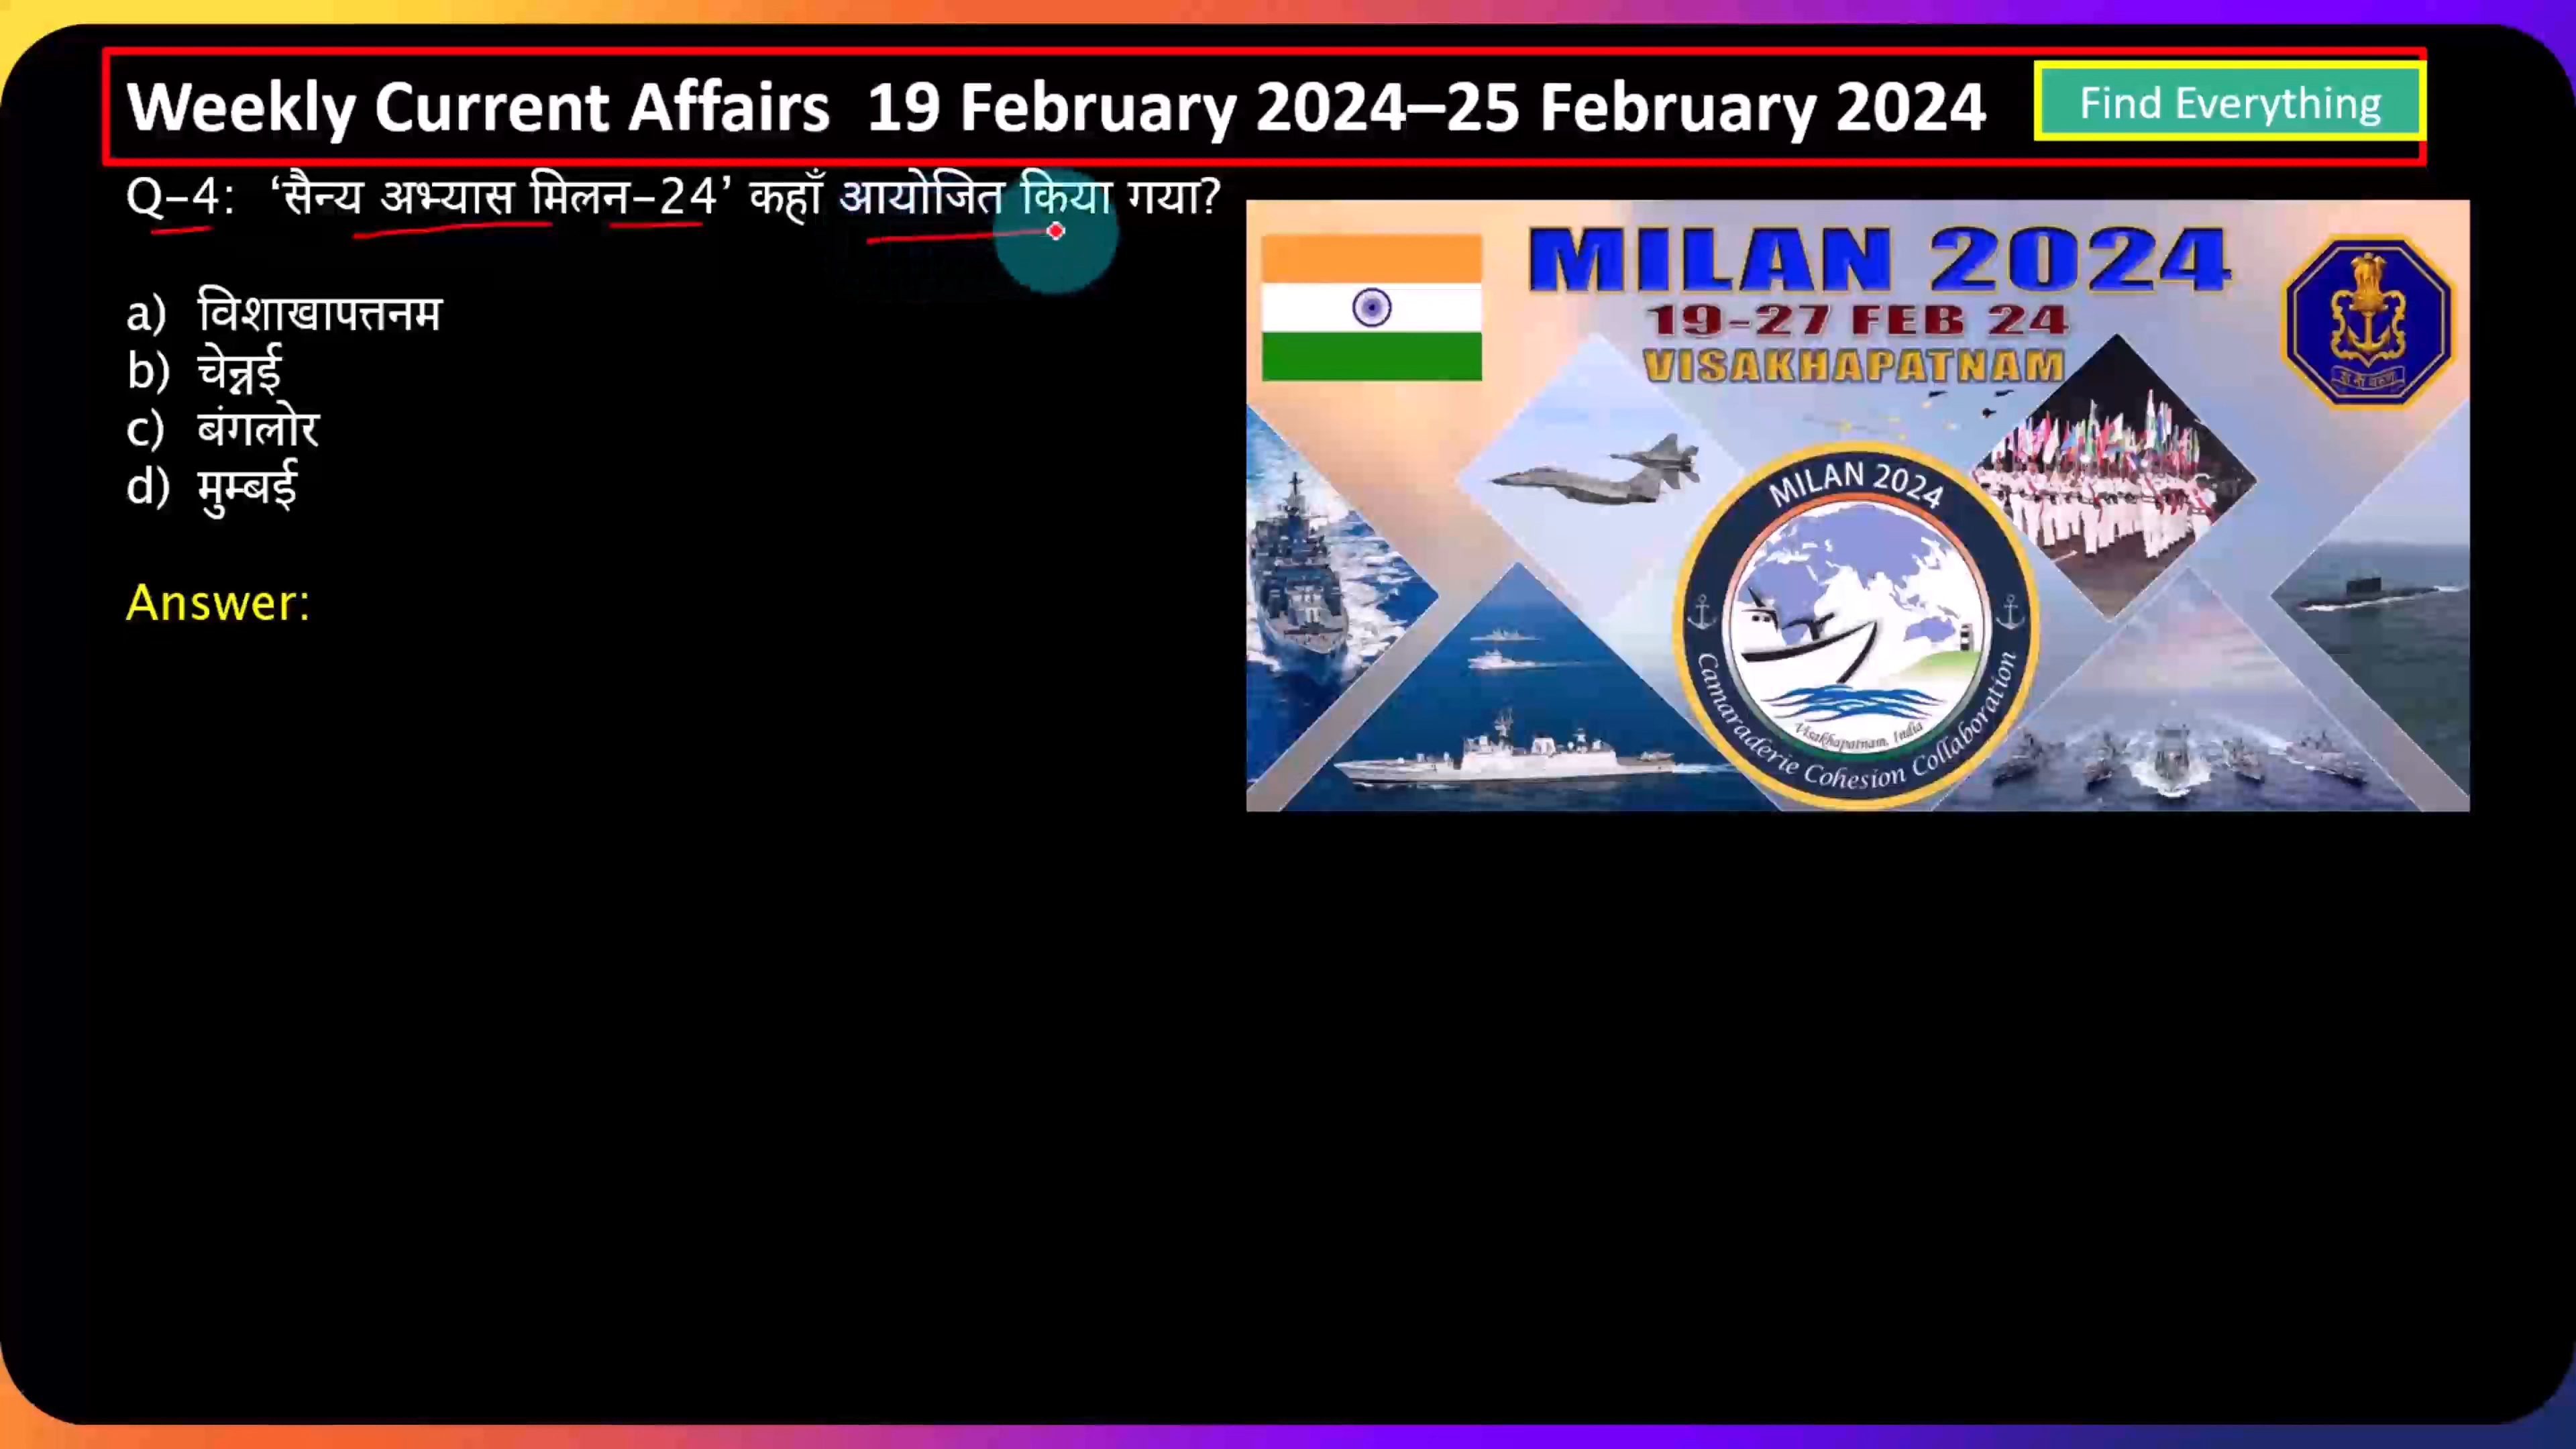 Weekly Current Affairs 19 February 2024–25 February 2024
Find Everything
Q-4: ‘सैन्य अभ्यास मिलन-24’ कहाँ आयोजित किया गया?
a) विशाखापत्तनम
b) चेन्नई
c) बंगलोर
d) मुम्बई
Answer:
MILAN 2024
19-27 FEB 24
VISAKHAPATNAM
MILAN 2024
Visakhapatnam, India
Camaraderie Cohesion Collaboration